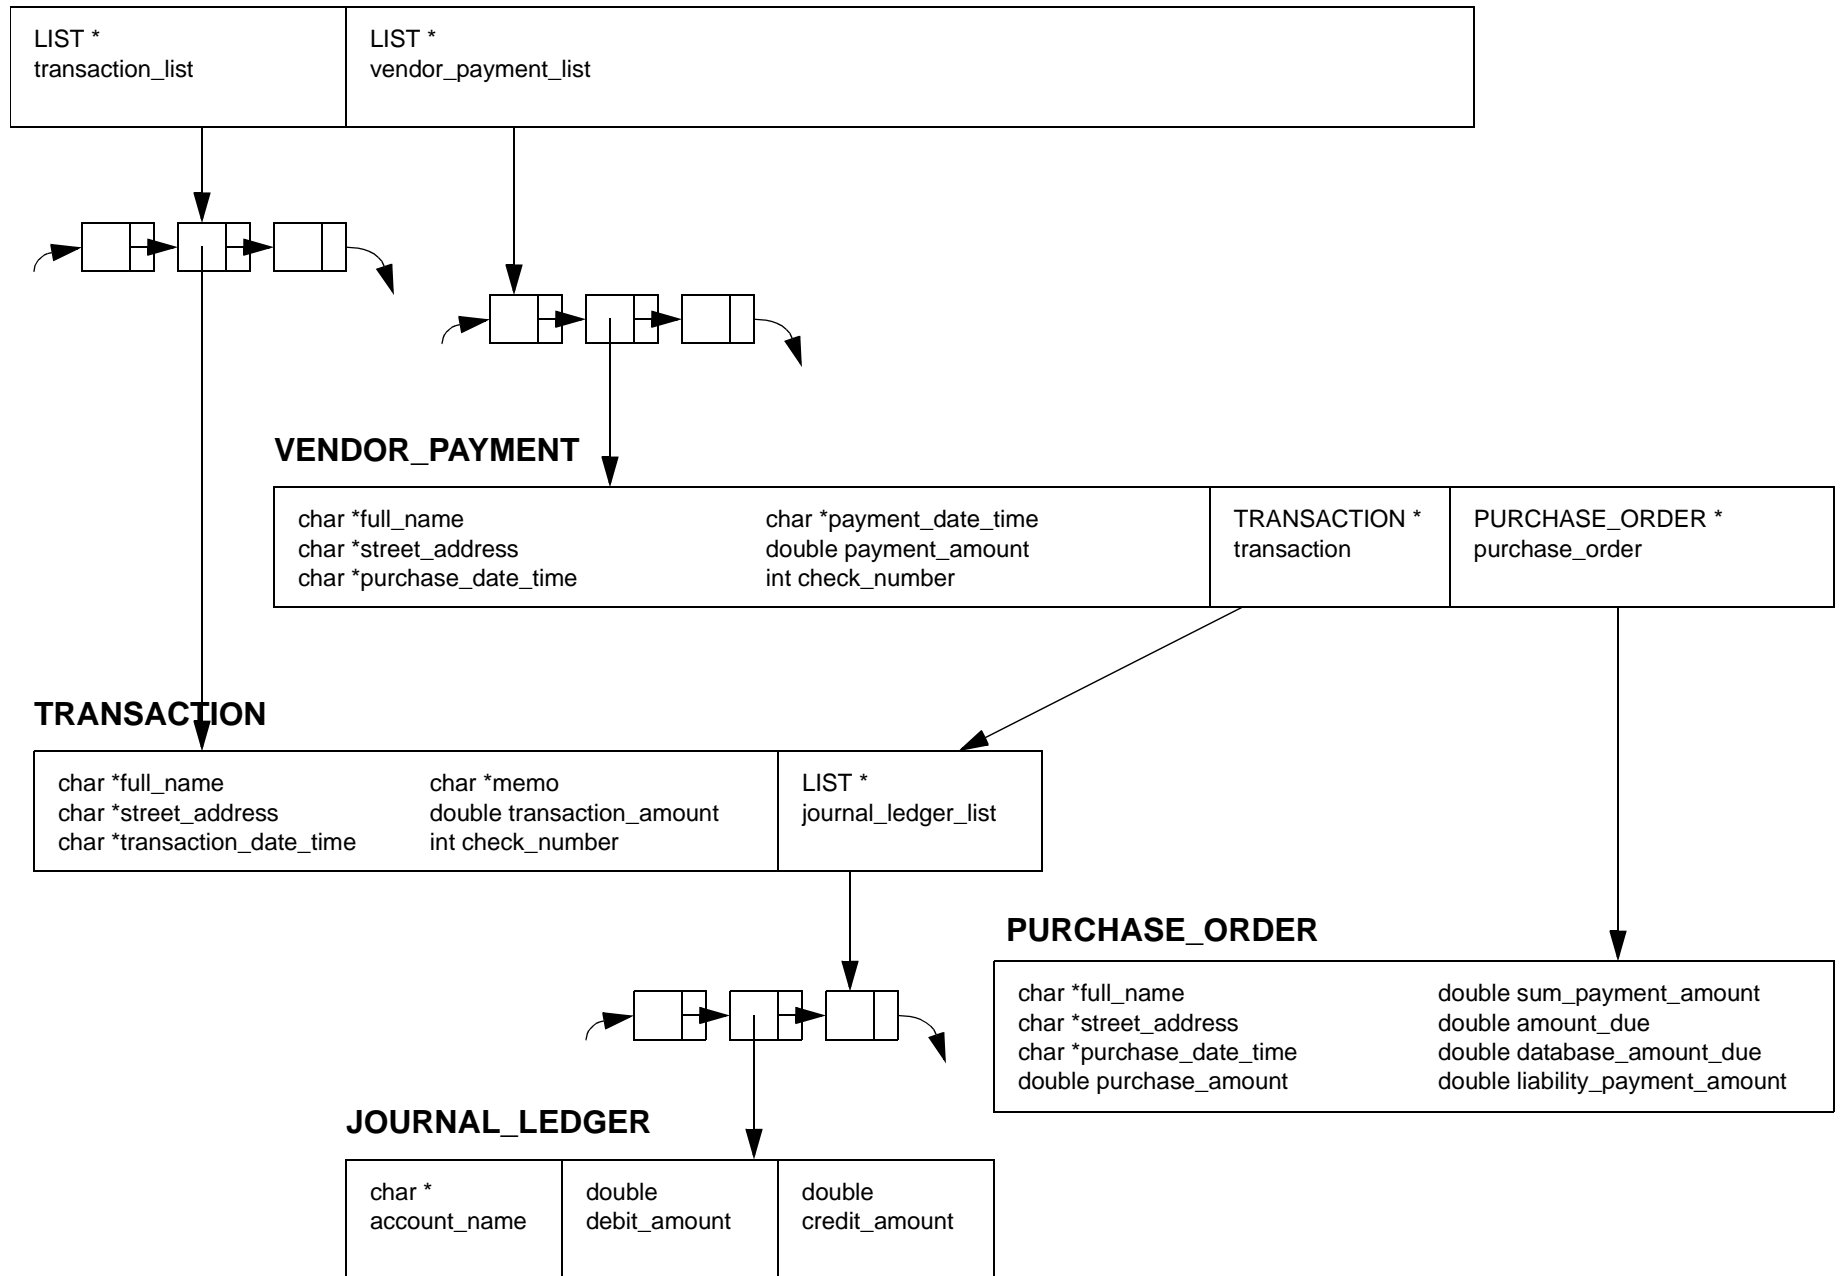 LIST *
transaction_list
LIST *
vendor_payment_list
VENDOR_PAYMENT
char *full_name
char *street_address
char *purchase_date_time
char *payment_date_time
double payment_amount
int check_number
TRANSACTION *
transaction
PURCHASE_ORDER *
purchase_order
TRANSACTION
char *full_name
char *street_address
char *transaction_date_time
char *memo
double transaction_amount
int check_number
LIST *
journal_ledger_list
PURCHASE_ORDER
char *full_name
char *street_address
char *purchase_date_time
double purchase_amount
double sum_payment_amount
double amount_due
double database_amount_due
double liability_payment_amount
JOURNAL_LEDGER
char *
account_name
double
debit_amount
double
credit_amount